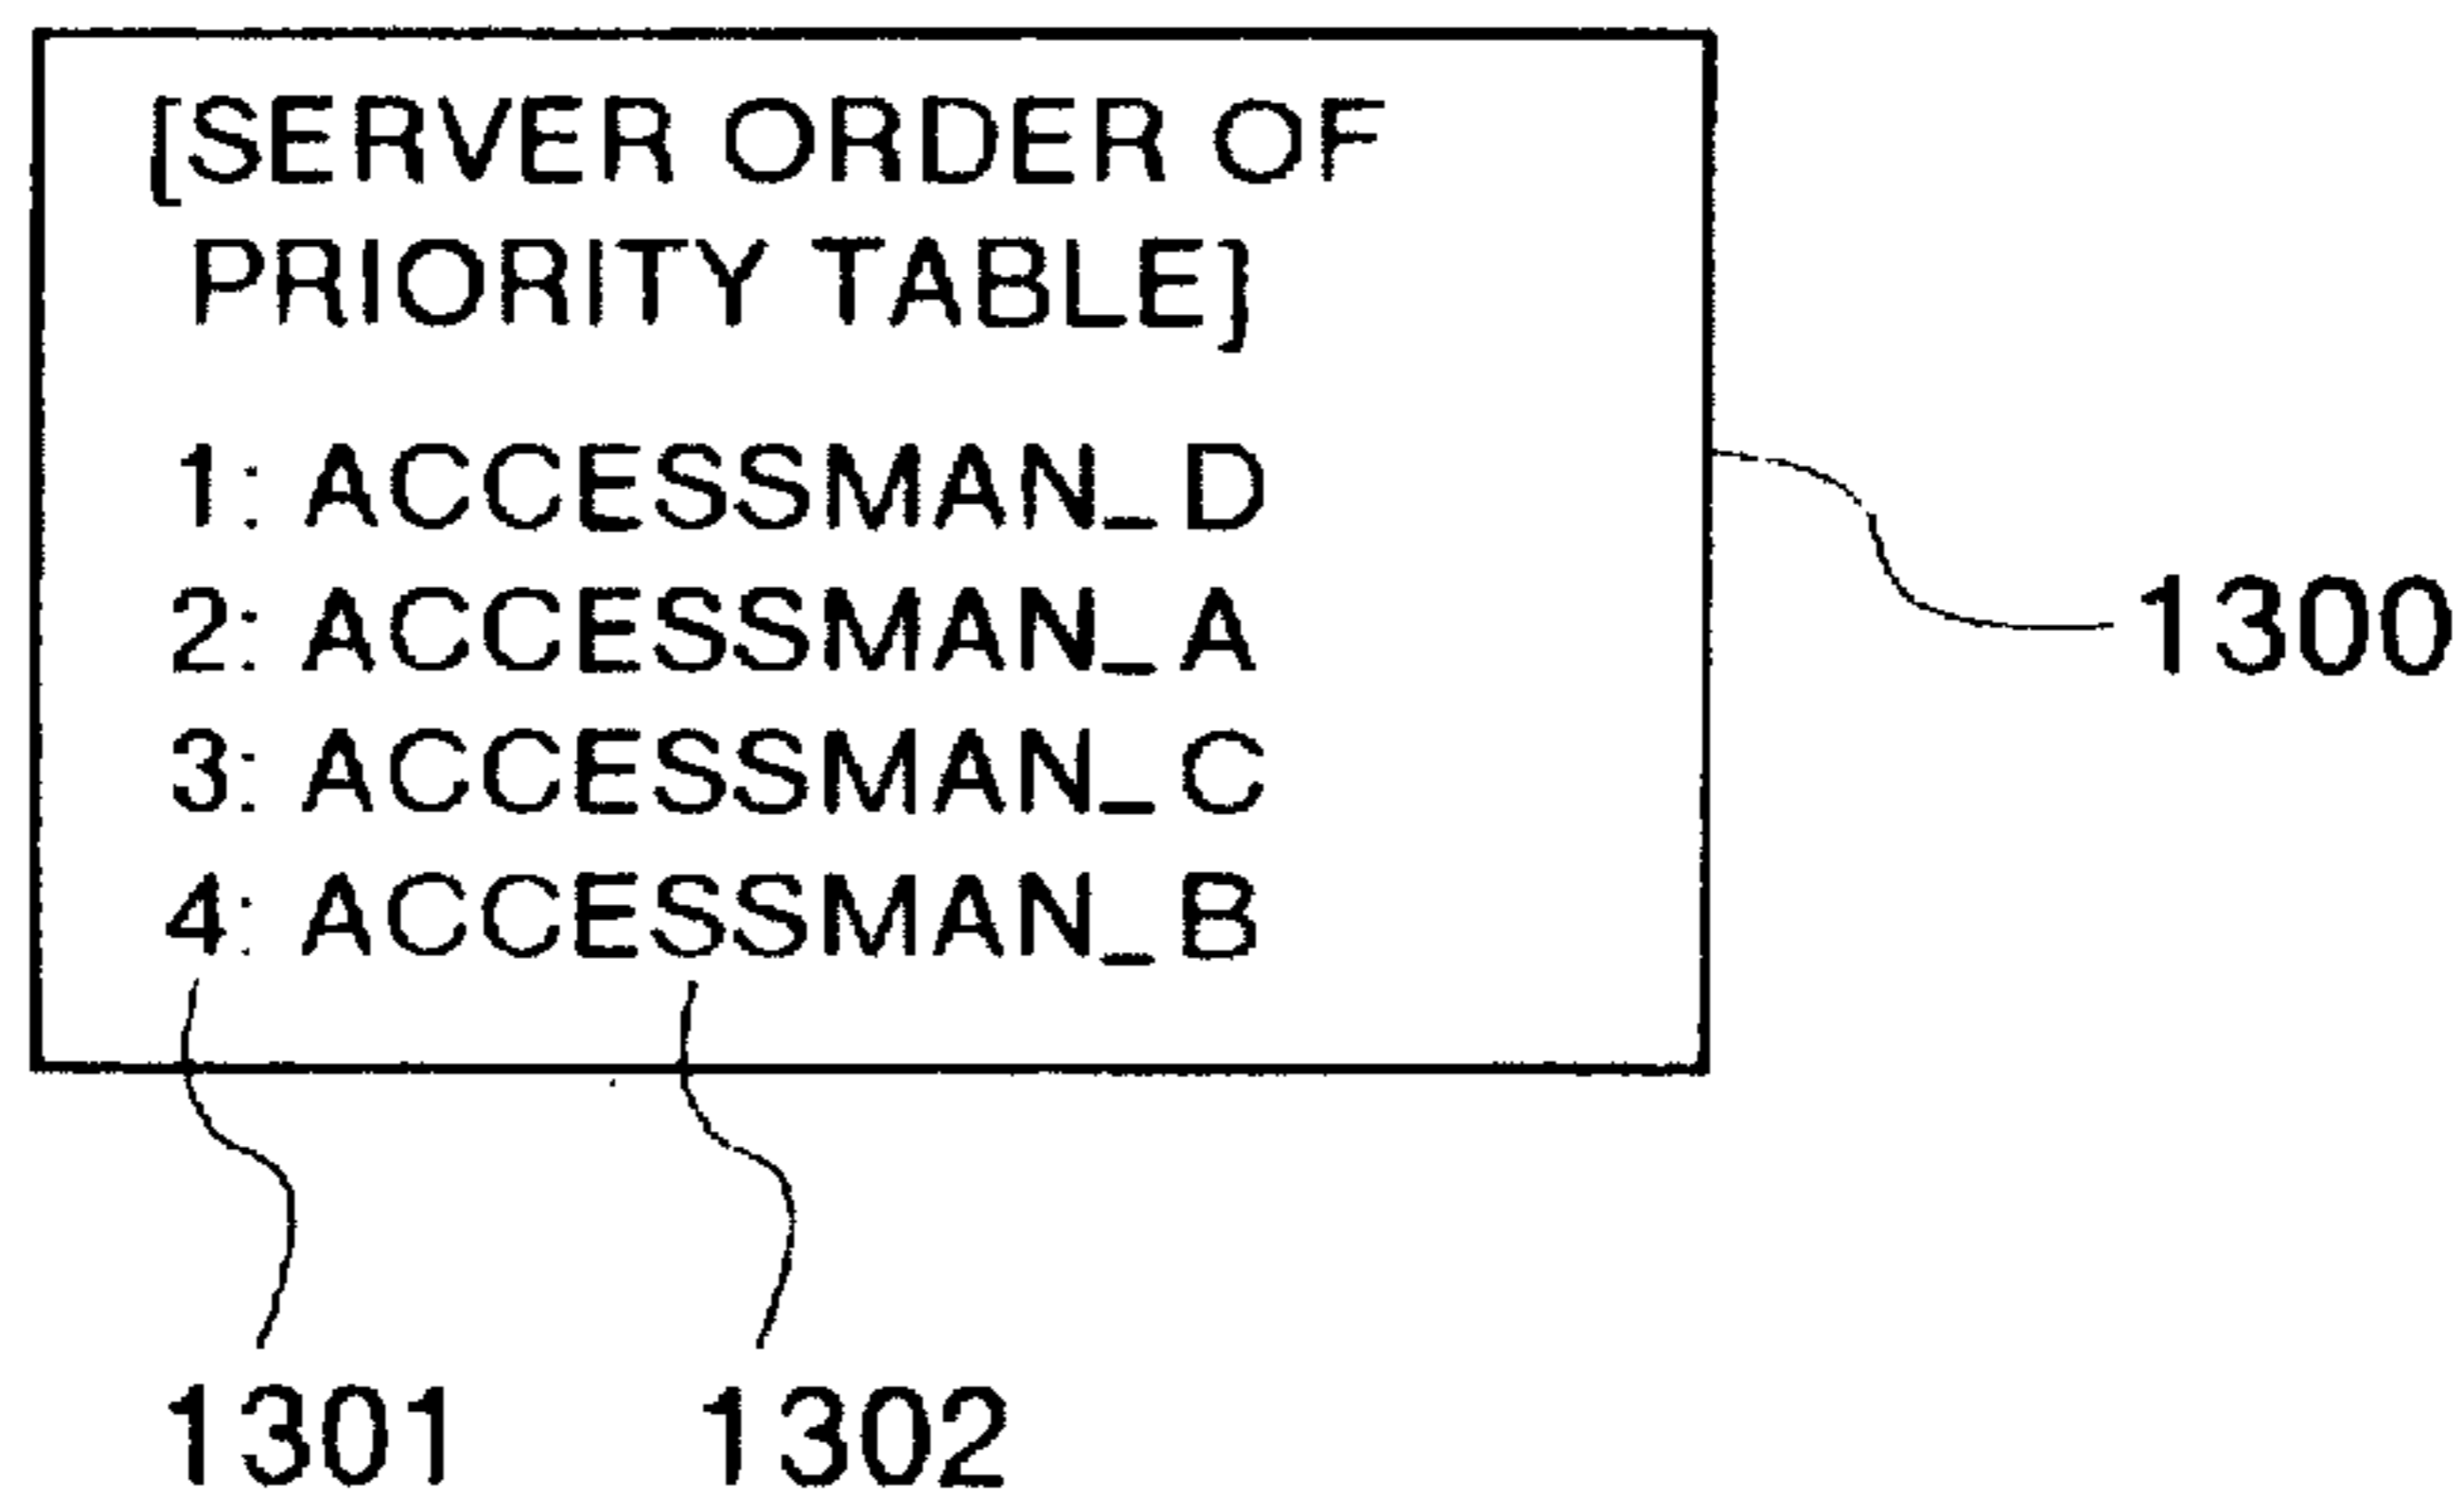 [SERVER ORDER OF
PRIORITY TABLE]
1: ACCESSMAN_D
2: ACCESSMAN_A
3: ACCESSMAN_C
4: ACCESSMAN_B
1300
1301
1302